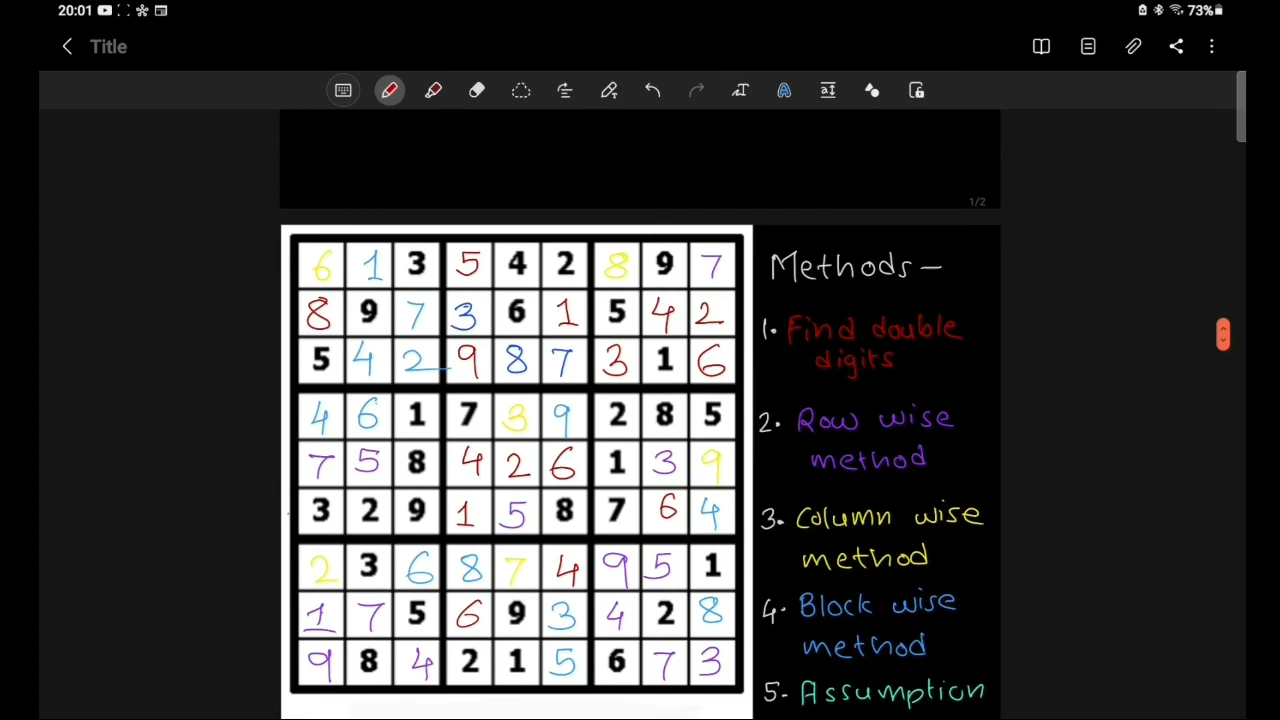 20:01
73%
Title
1/2
6 1 3 5 4 2 8 9 7
8 9 7 3 6 1 5 4 2
5 4 2 9 8 7 3 1 6
4 6 1 7 3 9 2 8 5
7 5 8 4 2 6 1 3 9
3 2 9 1 5 8 7 6 4
2 3 6 8 7 4 9 5 1
1 7 5 6 9 3 4 2 8
9 8 4 2 1 5 6 7 3
Methods-
1. Find double
digits
2. Row wise
method
3. Column wise
method
4. Block wise
method
5- Assumption